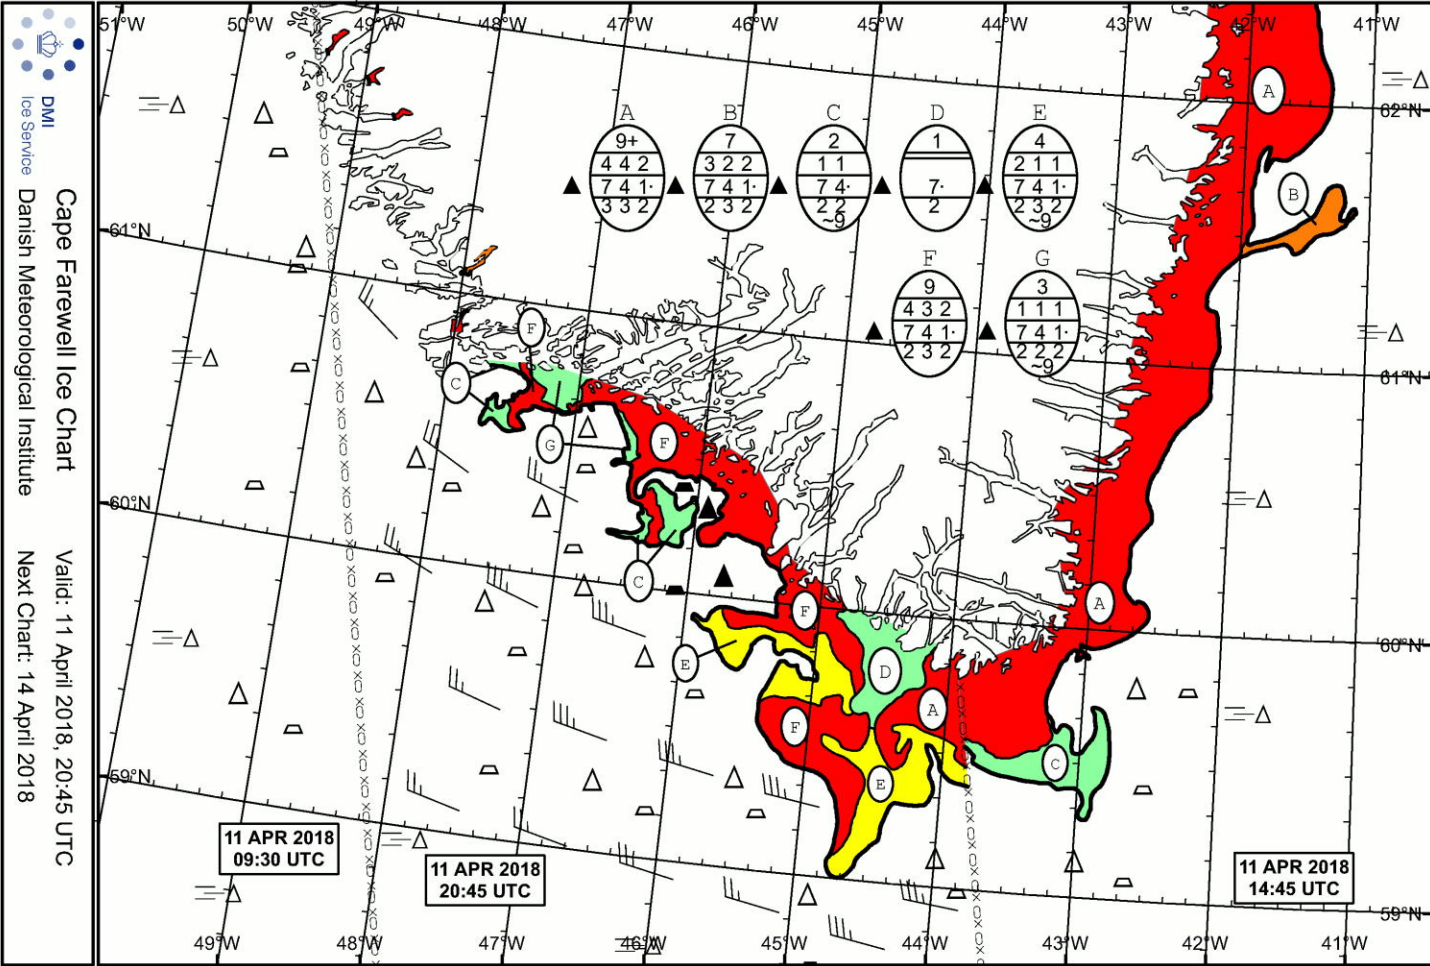 DMI
Ice Service
Cape Farewell Ice Chart
Danish Meteorological Institute
Valid: 11 April 2018, 20:45 UTC
Next Chart: 14 April 2018
51°W 50°W 49°W 48°W 47°W 46°W 45°W 44°W 43°W 42°W 41°W
62°N
61°N
61°N
60°N
60°N
59°N
59°N
A B C D E
9+ 7 2 1 4
4 4 2 3 2 2 1 1 2 1 1
7 4 1· 7 4 1· 7 4· 7· 7 4 1·
3 3 2 2 3 2 2 2 2 2 3 2
~9 ~9
F G
9 3
4 3 2 1 1 1
7 4 1· 7 4 1·
2 3 2 2 2 2
~9
A
B
F
C
G
F
C
A
F
E
D
A
F
C
E
11 APR 2018
09:30 UTC
11 APR 2018
20:45 UTC
11 APR 2018
14:45 UTC
49°W 48°W 47°W 46°W 45°W 44°W 43°W 42°W 41°W